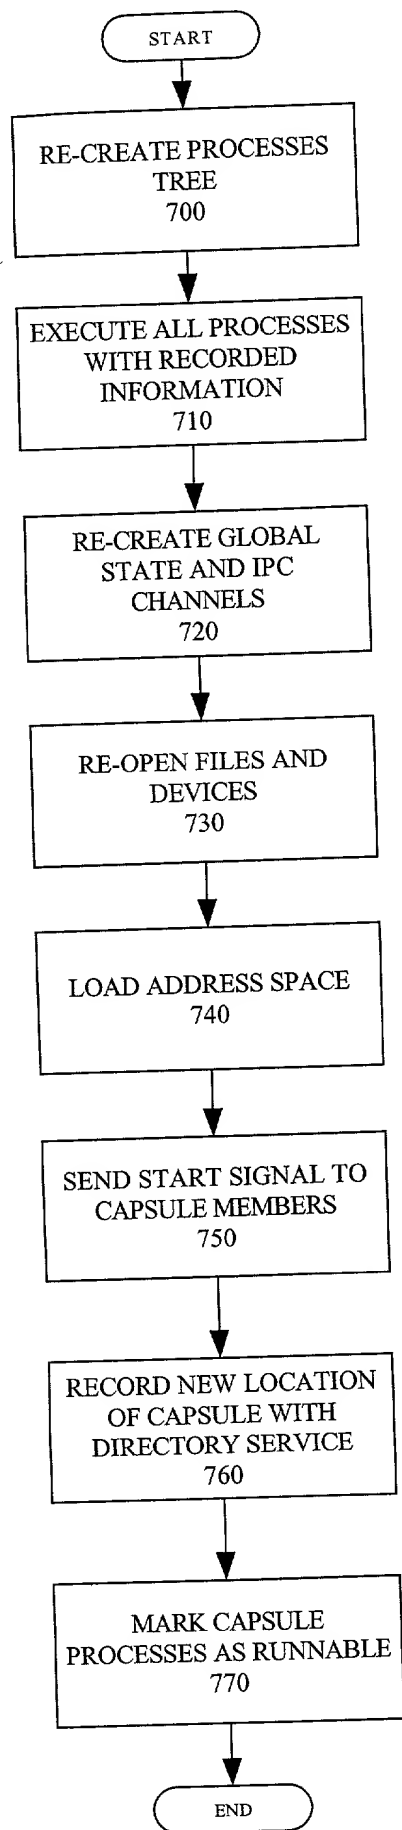 START
RE-CREATE PROCESSES
TREE
700
EXECUTE ALL PROCESSES
WITH RECORDED
INFORMATION
710
RE-CREATE GLOBAL
STATE AND IPC
CHANNELS
720
RE-OPEN FILES AND
DEVICES
730
LOAD ADDRESS SPACE
740
SEND START SIGNAL TO
CAPSULE MEMBERS
750
RECORD NEW LOCATION
OF CAPSULE WITH
DIRECTORY SERVICE
760
MARK CAPSULE
PROCESSES AS RUNNABLE
770
END